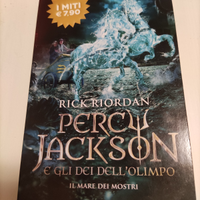 I MITI
€ 7,90
RICK RIORDAN
PERCY
JACKSON
E GLI DEI DELL'OLIMPO
IL MARE DEI MOSTRI